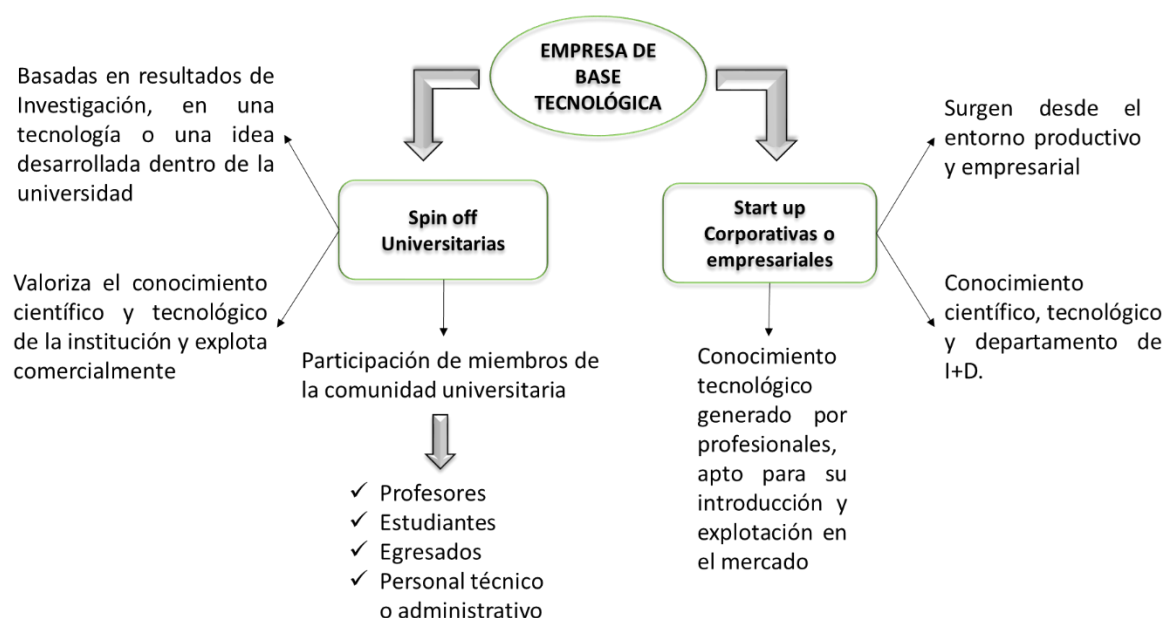 EMPRESA DE
BASE
TECNOLÓGICA
Basadas en resultados de
Investigación, en una
tecnología o una idea
desarrollada dentro de la
universidad
Spin off
Universitarias
Valoriza el conocimiento
científico y tecnológico
de la institución y explota
comercialmente
Participación de miembros de
la comunidad universitaria
✓ Profesores
✓ Estudiantes
✓ Egresados
✓ Personal técnico
o administrativo
Start up
Corporativas o
empresariales
Surgen desde el
entorno productivo
y empresarial
Conocimiento
científico, tecnológico
y departamento de
I+D.
Conocimiento
tecnológico
generado por
profesionales,
apto para su
introducción y
explotación en
el mercado